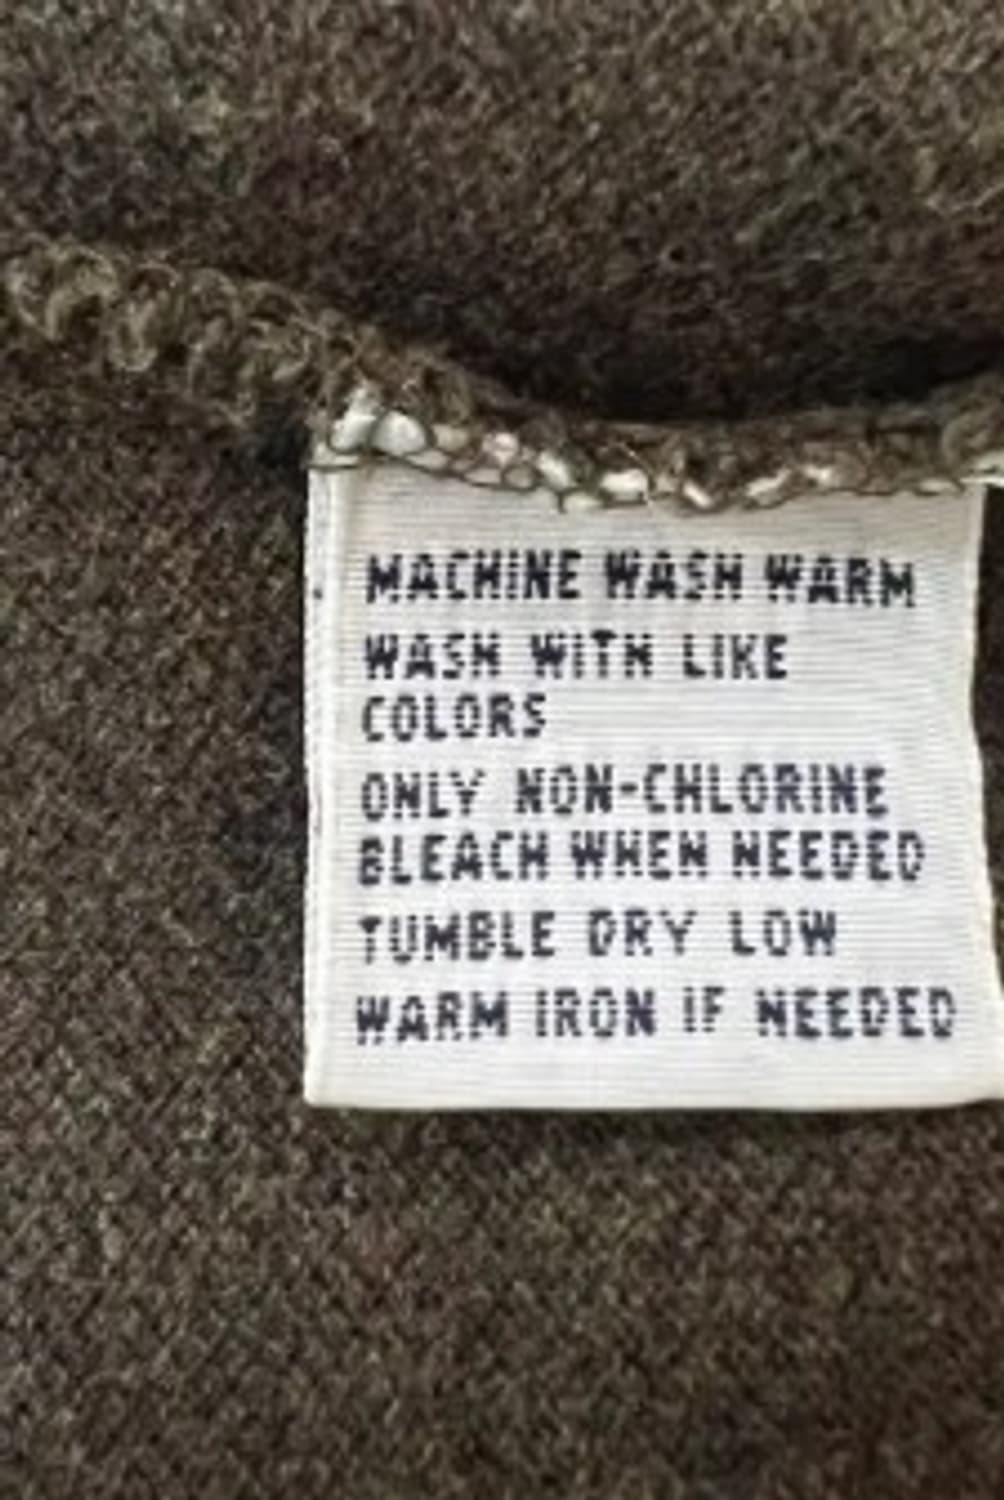 MACHINE WASH WARM
WASH WITH LIKE
COLORS
ONLY NON-CHLORINE
BLEACH WHEN NEEDED
TUMBLE DRY LOW
WARM IRON IF NEEDED